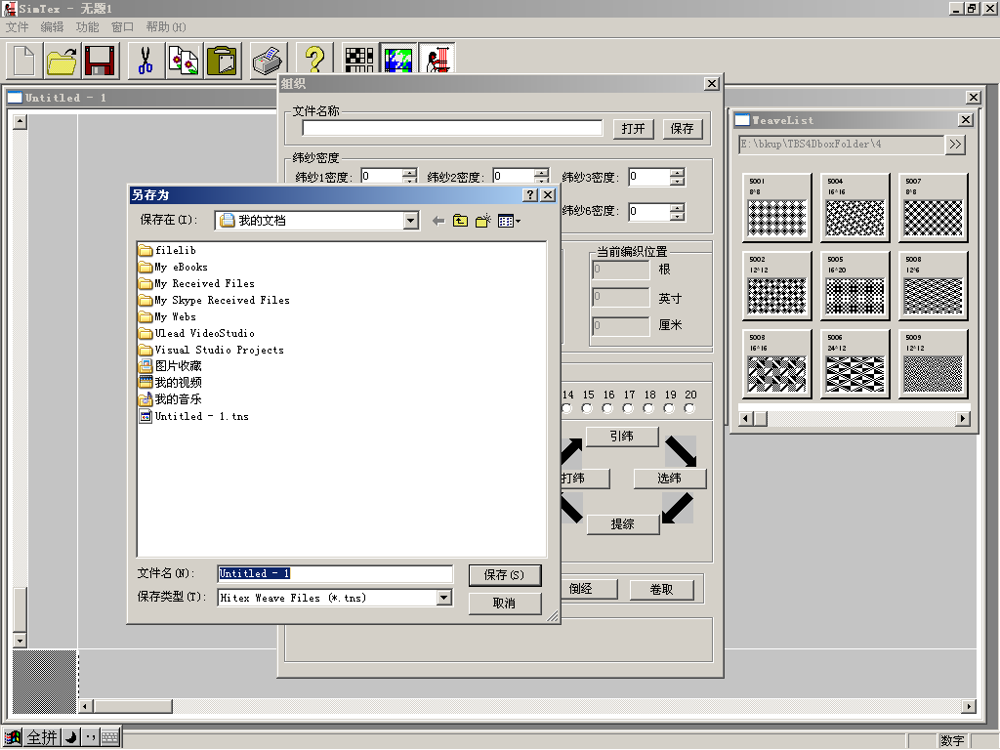 SimTex - 无题1
文件 编辑 功能 窗口 帮助(H)
Untitled - 1
组织
文件名称
打开 保存
纬纱密度
纬纱1密度: 0 纬纱2密度: 0 纬纱3密度: 0
纬纱6密度: 0
当前编织位置
0 根
0 英寸
0 厘米
14 15 16 17 18 19 20
引纬
打纬 选纬
提综
倒经 卷取
另存为
保存在(I): 我的文档
filelib
My eBooks
My Received Files
My Skype Received Files
My Webs
Ulead VideoStudio
Visual Studio Projects
图片收藏
我的视频
我的音乐
Untitled - 1.tns
文件名(N): Untitled - 1 保存(S)
保存类型(T): Hitex Weave Files (*.tns) 取消
WeaveList
E:\bkup\TBS4DboxFolder\4 >>
5001 5004 5007
8^8 16^16 8^8
5002 5005 5008
12^12 16^20 12^6
5003 5006 5009
16^16 24^12 12^12
全拼
数字